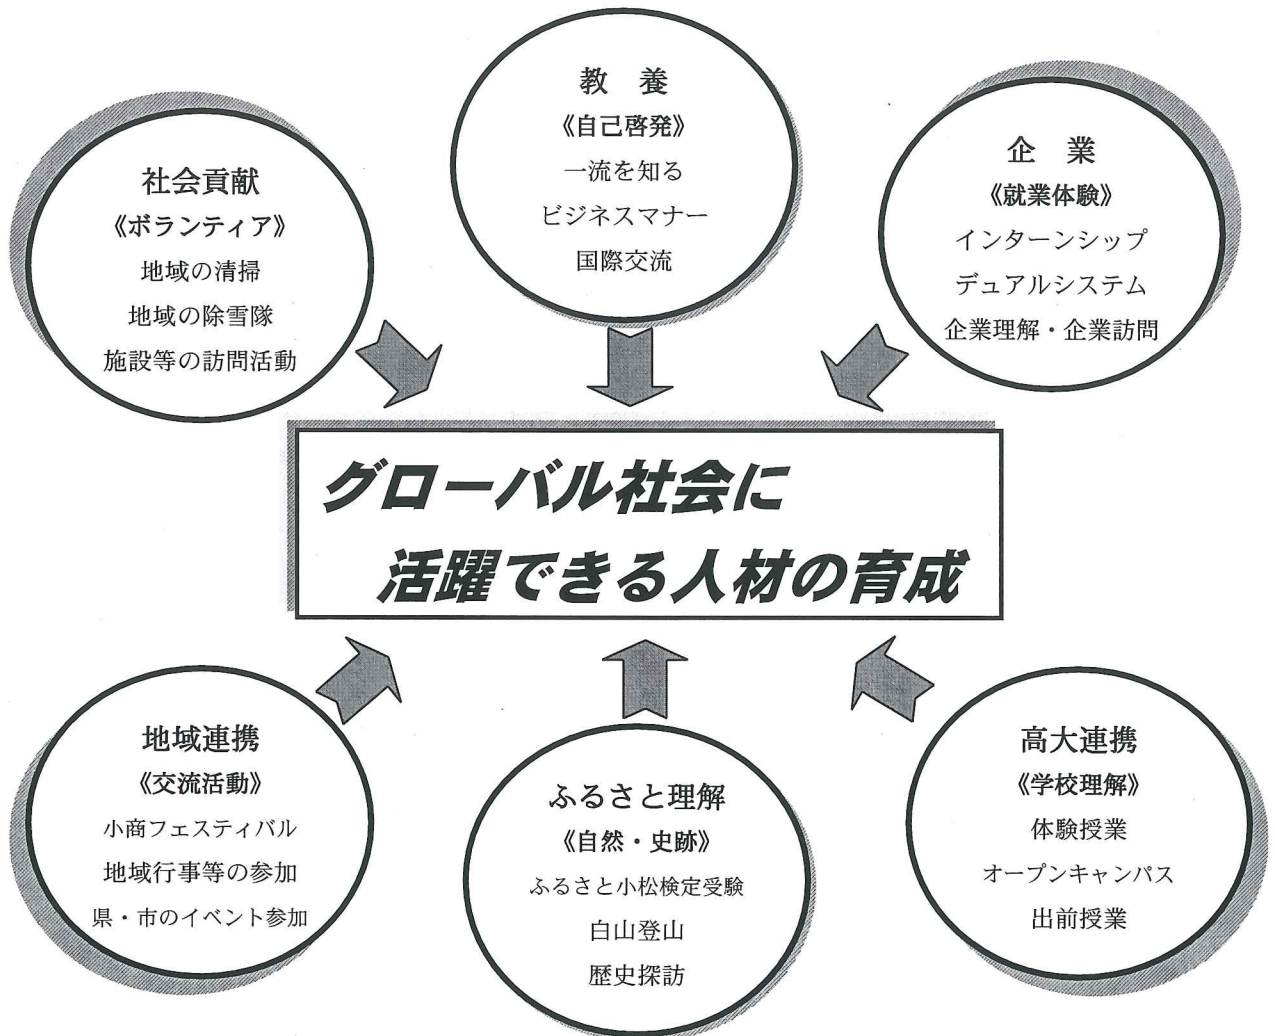 教　養
《自己啓発》
一流を知る
ビジネスマナー
国際交流
社会貢献
《ボランティア》
地域の清掃
地域の除雪隊
施設等の訪問活動
企　業
《就業体験》
インターンシップ
デュアルシステム
企業理解・企業訪問
グローバル社会に
活躍できる人材の育成
地域連携
《交流活動》
小商フェスティバル
地域行事等の参加
県・市のイベント参加
ふるさと理解
《自然・史跡》
ふるさと小松検定受験
白山登山
歴史探訪
高大連携
《学校理解》
体験授業
オープンキャンパス
出前授業